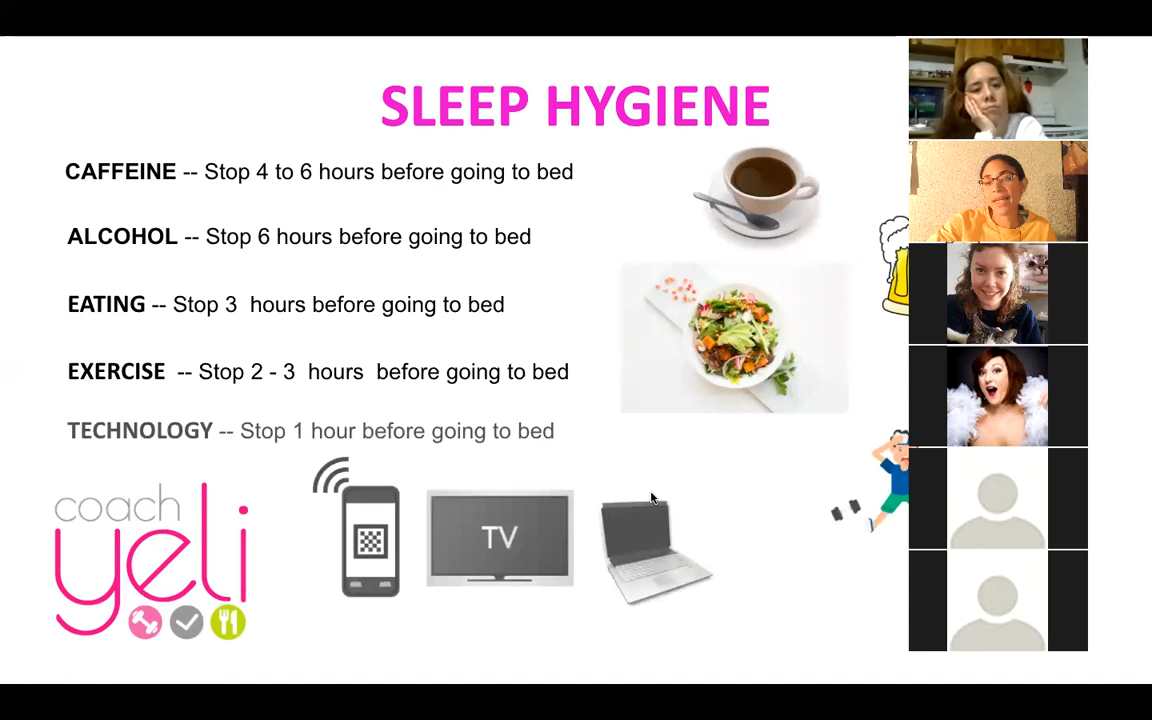 SLEEP HYGIENE
CAFFEINE -- Stop 4 to 6 hours before going to bed
ALCOHOL -- Stop 6 hours before going to bed
EATING -- Stop 3  hours before going to bed
EXERCISE  -- Stop 2 - 3  hours  before going to bed
TECHNOLOGY -- Stop 1 hour before going to bed
TV
coach
yeli